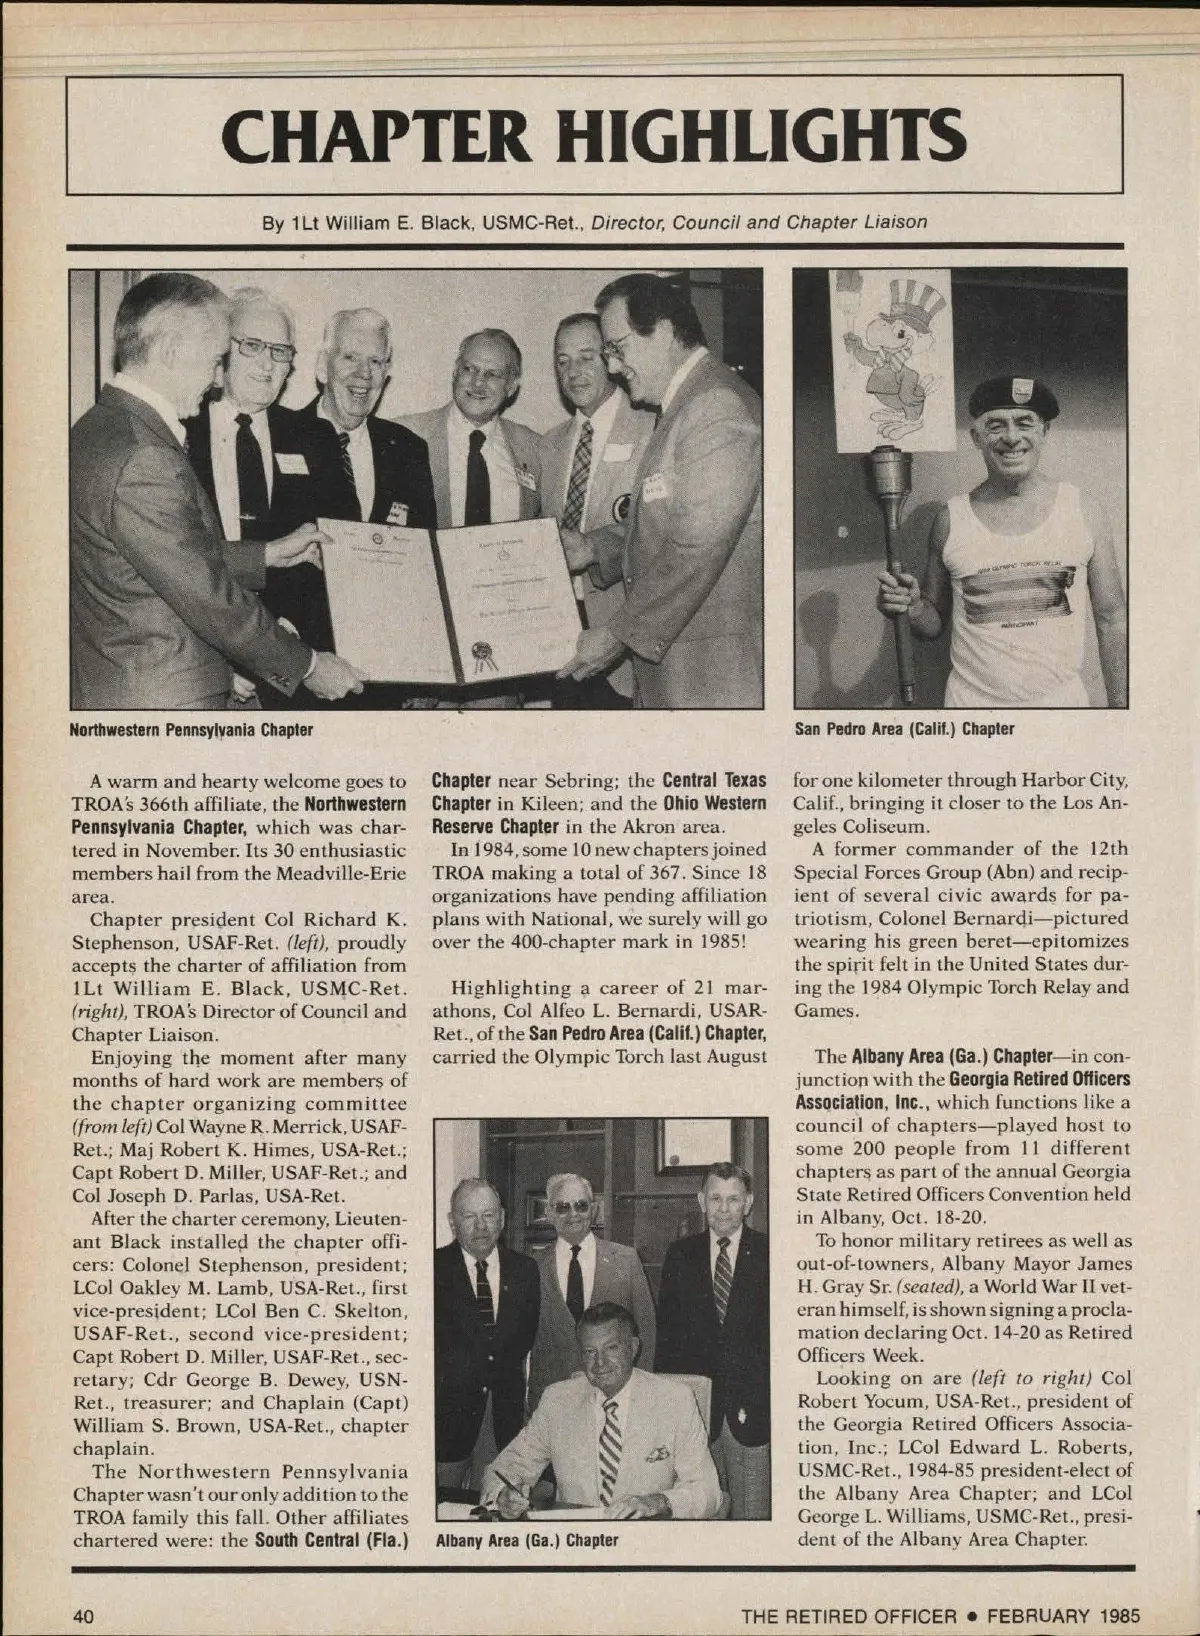 CHAPTER HIGHLIGHTS
By 1Lt William E. Black, USMC-Ret., Director, Council and Chapter Liaison
1984 OLYMPIC TORCH RELAY
PARTICIPANT
Northwestern Pennsylvania Chapter
San Pedro Area (Calif.) Chapter
A warm and hearty welcome goes to
TROA's 366th affiliate, the Northwestern
Pennsylvania Chapter, which was char-
tered in November. Its 30 enthusiastic
members hail from the Meadville-Erie
area.
Chapter president Col Richard K.
Stephenson, USAF-Ret. (left), proudly
accepts the charter of affiliation from
1Lt William E. Black, USMC-Ret.
(right), TROA's Director of Council and
Chapter Liaison.
Enjoying the moment after many
months of hard work are members of
the chapter organizing committee
(from left) Col Wayne R. Merrick, USAF-
Ret.; Maj Robert K. Himes, USA-Ret.;
Capt Robert D. Miller, USAF-Ret.; and
Col Joseph D. Parlas, USA-Ret.
After the charter ceremony, Lieuten-
ant Black installed the chapter offi-
cers: Colonel Stephenson, president;
LCol Oakley M. Lamb, USA-Ret., first
vice-president; LCol Ben C. Skelton,
USAF-Ret., second vice-president;
Capt Robert D. Miller, USAF-Ret., sec-
retary; Cdr George B. Dewey, USN-
Ret., treasurer; and Chaplain (Capt)
William S. Brown, USA-Ret., chapter
chaplain.
The Northwestern Pennsylvania
Chapter wasn't our only addition to the
TROA family this fall. Other affiliates
chartered were: the South Central (Fla.)
Chapter near Sebring; the Central Texas
Chapter in Kileen; and the Ohio Western
Reserve Chapter in the Akron area.
In 1984, some 10 new chapters joined
TROA making a total of 367. Since 18
organizations have pending affiliation
plans with National, we surely will go
over the 400-chapter mark in 1985!
Highlighting a career of 21 mar-
athons, Col Alfeo L. Bernardi, USAR-
Ret., of the San Pedro Area (Calif.) Chapter,
carried the Olympic Torch last August
Albany Area (Ga.) Chapter
for one kilometer through Harbor City,
Calif., bringing it closer to the Los An-
geles Coliseum.
A former commander of the 12th
Special Forces Group (Abn) and recip-
ient of several civic awards for pa-
triotism, Colonel Bernardi—pictured
wearing his green beret—epitomizes
the spirit felt in the United States dur-
ing the 1984 Olympic Torch Relay and
Games.
The Albany Area (Ga.) Chapter—in con-
junction with the Georgia Retired Officers
Association, Inc., which functions like a
council of chapters—played host to
some 200 people from 11 different
chapters as part of the annual Georgia
State Retired Officers Convention held
in Albany, Oct. 18-20.
To honor military retirees as well as
out-of-towners, Albany Mayor James
H. Gray Sr. (seated), a World War II vet-
eran himself, is shown signing a procla-
mation declaring Oct. 14-20 as Retired
Officers Week.
Looking on are (left to right) Col
Robert Yocum, USA-Ret., president of
the Georgia Retired Officers Associa-
tion, Inc.; LCol Edward L. Roberts,
USMC-Ret., 1984-85 president-elect of
the Albany Area Chapter; and LCol
George L. Williams, USMC-Ret., presi-
dent of the Albany Area Chapter.
40
THE RETIRED OFFICER • FEBRUARY 1985